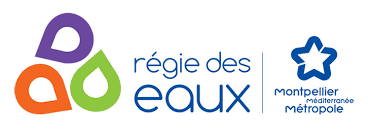 régie des
eaux
Montpellier
Méditerranée
Métropole